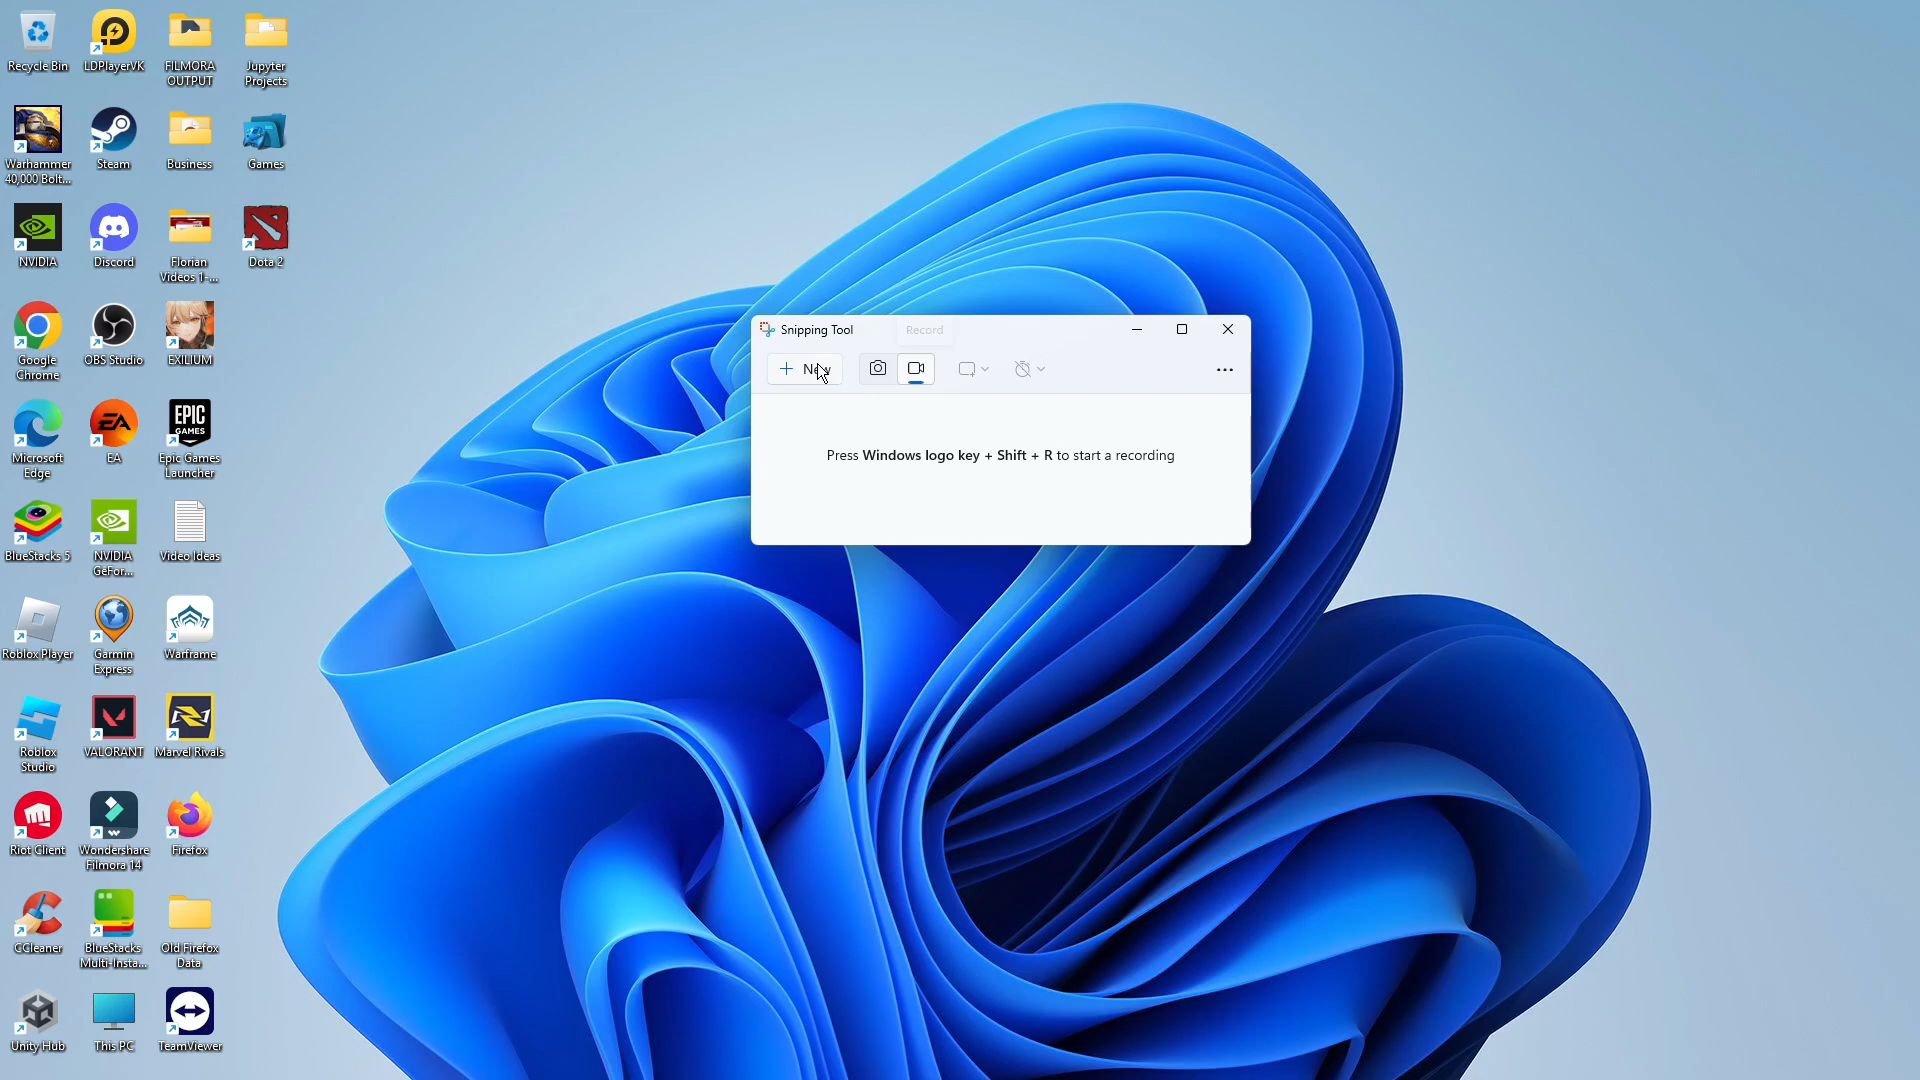 Recycle Bin
LDPlayerVK
FILMORA
OUTPUT
Jupyter
Projects
Warhammer
40,000 Bolt...
Steam
Business
Games
NVIDIA
Discord
Florian
Videos 1-...
Dota 2
Google
Chrome
OBS Studio
EXILIUM
Microsoft
Edge
EA
EA
EPIC
GAMES
Epic Games
Launcher
BlueStacks 5
NVIDIA
GeFor...
Video Ideas
Roblox Player
Garmin
Express
Warframe
Roblox
Studio
VALORANT
Marvel Rivals
Riot Client
Wondershare
Filmora 14
Firefox
CCleaner
BlueStacks
Multi-Insta...
Old Firefox
Data
Unity Hub
This PC
TeamViewer
Snipping Tool
Record
New
Press Windows logo key + Shift + R to start a recording